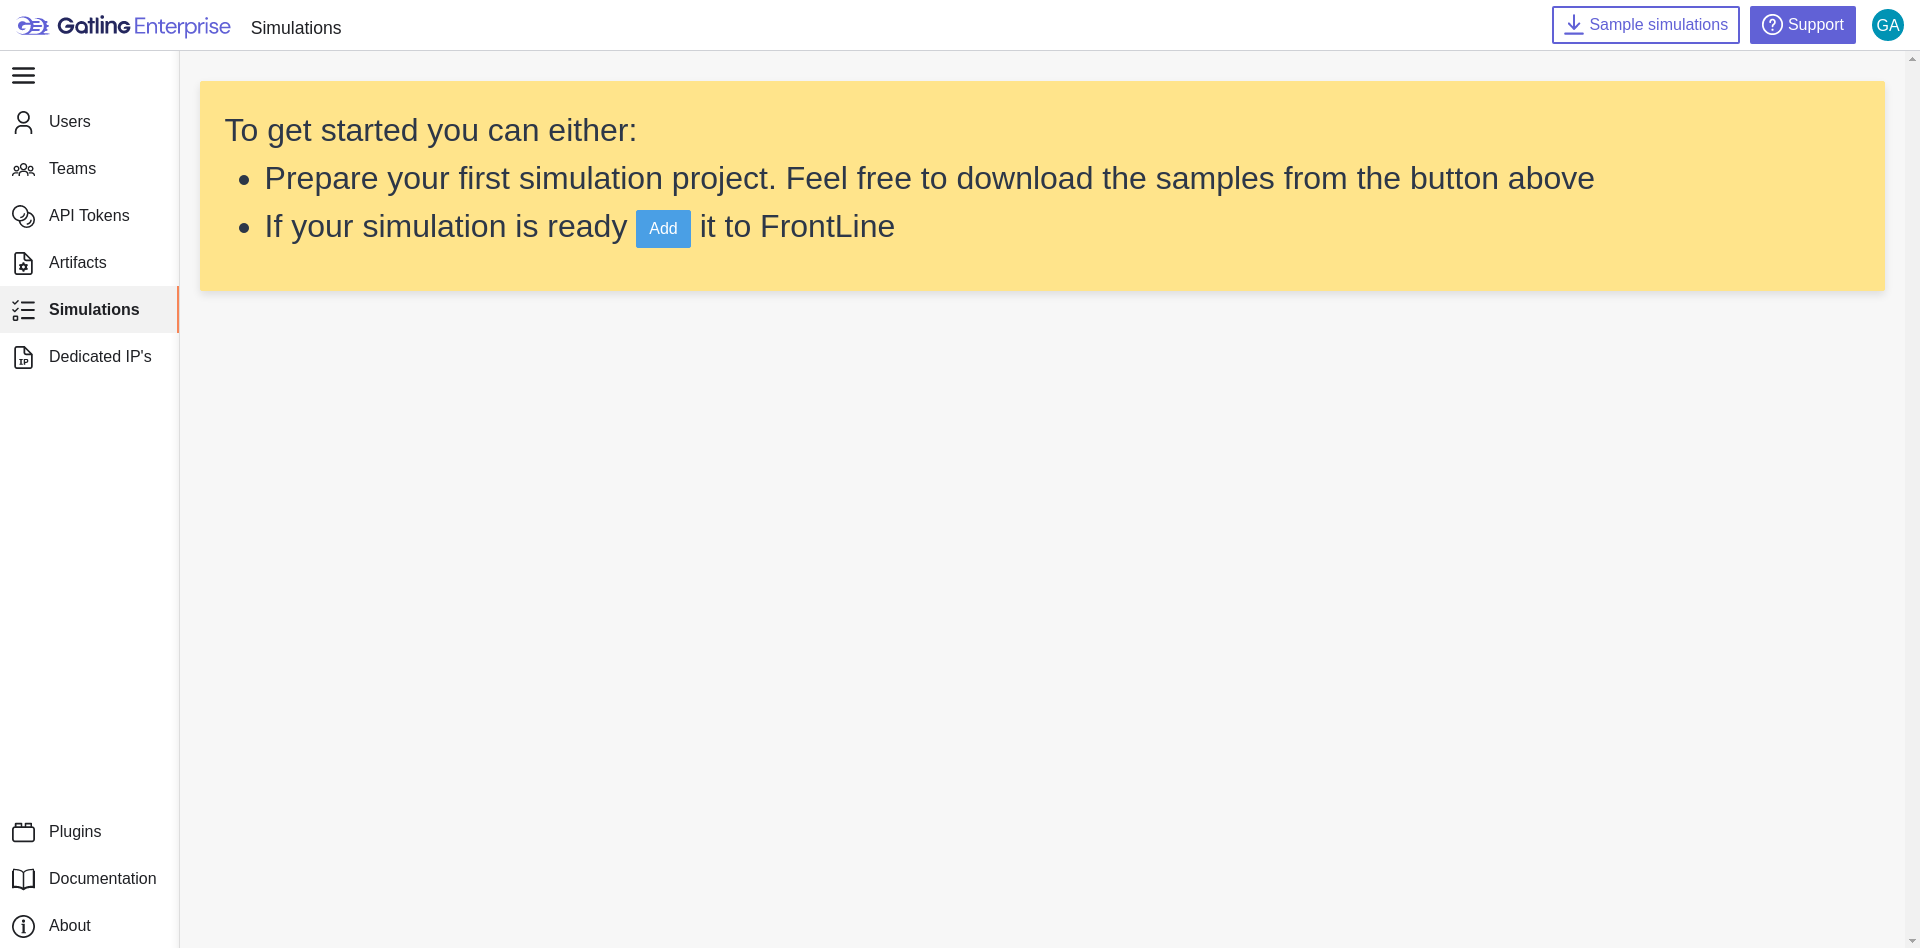 Gatling Enterprise
Simulations
Sample simulations
Support
GA
Users
Teams
API Tokens
Artifacts
Simulations
IP
Dedicated IP's
To get started you can either:
Prepare your first simulation project. Feel free to download the samples from the button above
If your simulation is ready Add it to FrontLine
Plugins
Documentation
About